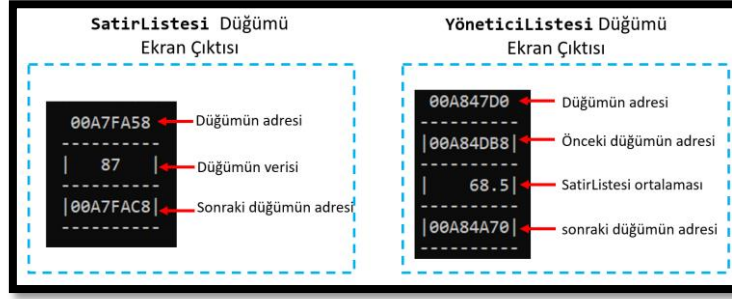 SatirListesi Düğümü
Ekran Çıktısı
00A7FA58
Düğümün adresi
-----------
| 87 |
Düğümün verisi
-----------
|00A7FAC8|
Sonraki düğümün adresi
-----------
YöneticiListesi Düğümü
Ekran Çıktısı
00A847D0
Düğümün adresi
----------
|00A84DB8|
Önceki düğümün adresi
----------
| 68.5|
SatirListesi ortalaması
----------
|00A84A70|
sonraki düğümün adresi
----------